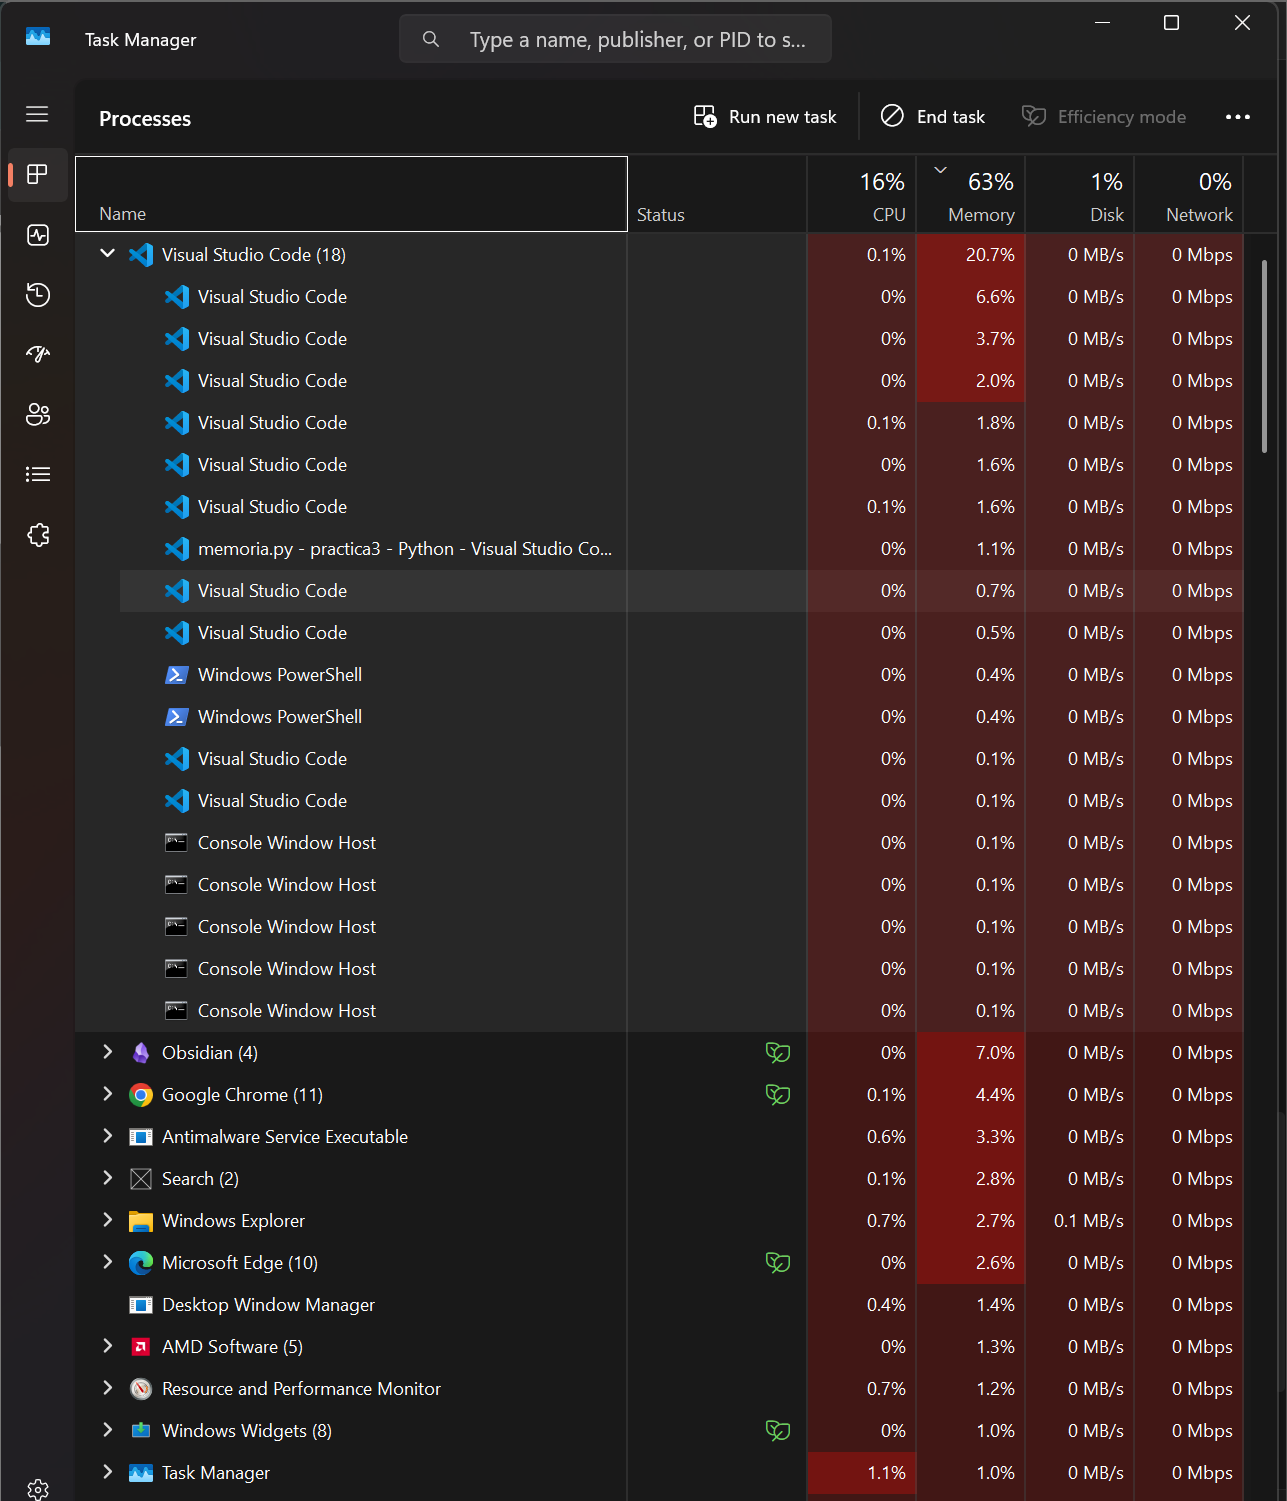 Task Manager
Type a name, publisher, or PID to s...
Processes
Run new task
End task
Efficiency mode
16% 63% 1% 0%
Name Status CPU Memory Disk Network
Visual Studio Code (18) 0.1% 20.7% 0 MB/s 0 Mbps
Visual Studio Code 0% 6.6% 0 MB/s 0 Mbps
Visual Studio Code 0% 3.7% 0 MB/s 0 Mbps
Visual Studio Code 0% 2.0% 0 MB/s 0 Mbps
Visual Studio Code 0.1% 1.8% 0 MB/s 0 Mbps
Visual Studio Code 0% 1.6% 0 MB/s 0 Mbps
Visual Studio Code 0.1% 1.6% 0 MB/s 0 Mbps
memoria.py - practica3 - Python - Visual Studio Co... 0% 1.1% 0 MB/s 0 Mbps
Visual Studio Code 0% 0.7% 0 MB/s 0 Mbps
Visual Studio Code 0% 0.5% 0 MB/s 0 Mbps
Windows PowerShell 0% 0.4% 0 MB/s 0 Mbps
Windows PowerShell 0% 0.4% 0 MB/s 0 Mbps
Visual Studio Code 0% 0.1% 0 MB/s 0 Mbps
Visual Studio Code 0% 0.1% 0 MB/s 0 Mbps
Console Window Host 0% 0.1% 0 MB/s 0 Mbps
Console Window Host 0% 0.1% 0 MB/s 0 Mbps
Console Window Host 0% 0.1% 0 MB/s 0 Mbps
Console Window Host 0% 0.1% 0 MB/s 0 Mbps
Console Window Host 0% 0.1% 0 MB/s 0 Mbps
Obsidian (4) 0% 7.0% 0 MB/s 0 Mbps
Google Chrome (11) 0.1% 4.4% 0 MB/s 0 Mbps
Antimalware Service Executable 0.6% 3.3% 0 MB/s 0 Mbps
Search (2) 0.1% 2.8% 0 MB/s 0 Mbps
Windows Explorer 0.7% 2.7% 0.1 MB/s 0 Mbps
Microsoft Edge (10) 0% 2.6% 0 MB/s 0 Mbps
Desktop Window Manager 0.4% 1.4% 0 MB/s 0 Mbps
AMD Software (5) 0% 1.3% 0 MB/s 0 Mbps
Resource and Performance Monitor 0.7% 1.2% 0 MB/s 0 Mbps
Windows Widgets (8) 0% 1.0% 0 MB/s 0 Mbps
Task Manager 1.1% 1.0% 0 MB/s 0 Mbps